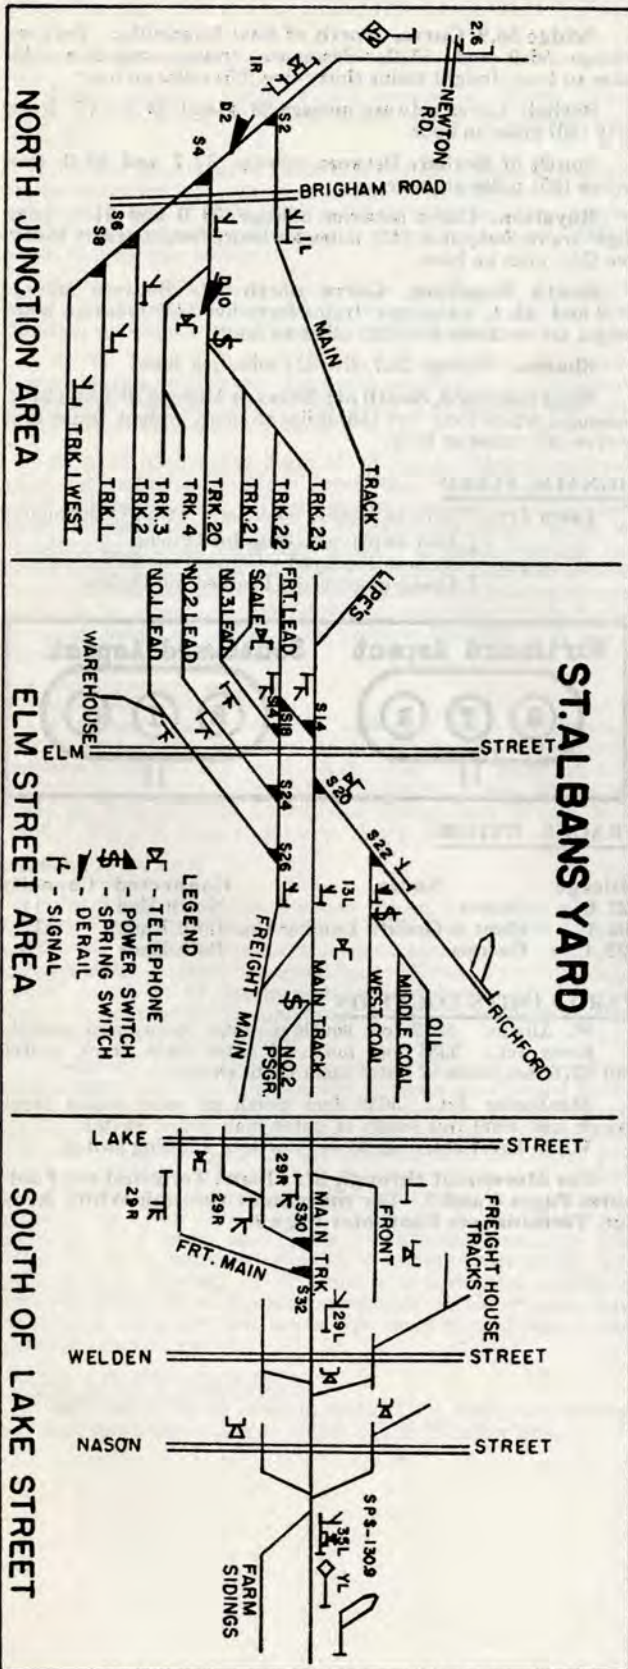 ST. ALBANS YARD
NORTH JUNCTION AREA
2.6
Y2
NEWTON
RD.
1R
D2
S2
S4
BRIGHAM ROAD
S6
S8
1L
D10
MAIN
TRACK
TRK. 23
TRK. 22
TRK. 21
TRK. 20
TRK. 4
TRK. 3
TRK. 2
TRK. 1
TRK. 1 WEST
ELM STREET AREA
LIPE'S
FRT. LEAD
SCALE
NO. 3 LEAD
NO. 2 LEAD
NO. 1 LEAD
WAREHOUSE
S14
S18
S14
ELM
STREET
S20
S24
S22
S26
13L
RICHFORD
OIL
MIDDLE COAL
WEST COAL
MAIN TRACK
NO. 2
PSGR.
FREIGHT
MAIN
LEGEND
- TELEPHONE
- POWER SWITCH
- SPRING SWITCH
- DERAIL
- SIGNAL
SOUTH OF LAKE STREET
LAKE
STREET
29R
29R
29R
S30
MAIN TRK
FRONT
FREIGHT HOUSE
TRACKS
FRT. MAIN
S32
29L
WELDEN
STREET
NASON
STREET
SPS-130.9
35L
YL
FARM
SIDINGS